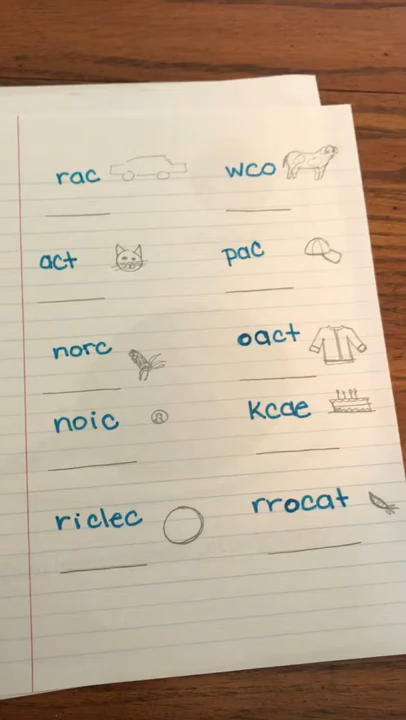 rac wco
act pac
norc oact
noic kcae
riclec rrocat